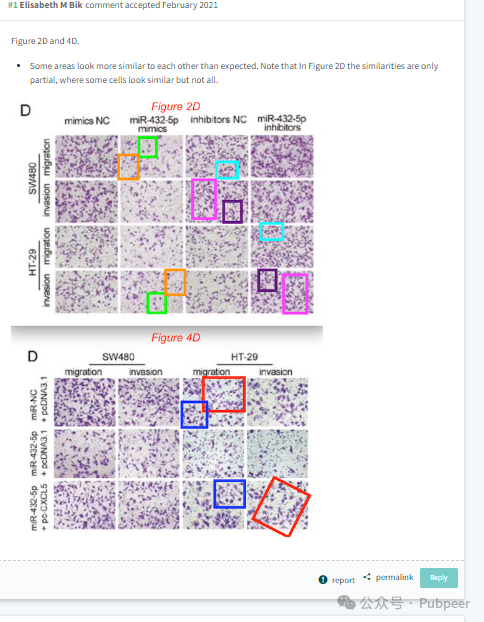 #1 Elisabeth M Bik comment accepted February 2021
Figure 2D and 4D.
• Some areas look more similar to each other than expected. Note that In Figure 2D the similarities are only
partial, where some cells look similar but not all.
Figure 2D
D
mimics NC
miR-432-5p
mimics
inhibitors NC
miR-432-5p
inhibitors
SW480
migration
invasion
HT-29
migration
invasion
Figure 4D
D
SW480
HT-29
migration
invasion
migration
invasion
miR-NC
+ pcDNA3.1
miR-432-5p
+ pcDNA3.1
miR-432-5p
+ pc-CXCL5
report
permalink
Reply
公众号 · Pubpeer